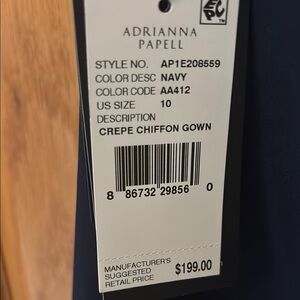 ADRIANNA
PAPELL
STYLE NO. AP1E208559
COLOR DESC NAVY
COLOR CODE AA412
US SIZE 10
DESCRIPTION
CREPE CHIFFON GOWN
8 86732 29856 0
MANUFACTURER'S
SUGGESTED
RETAIL PRICE $199.00